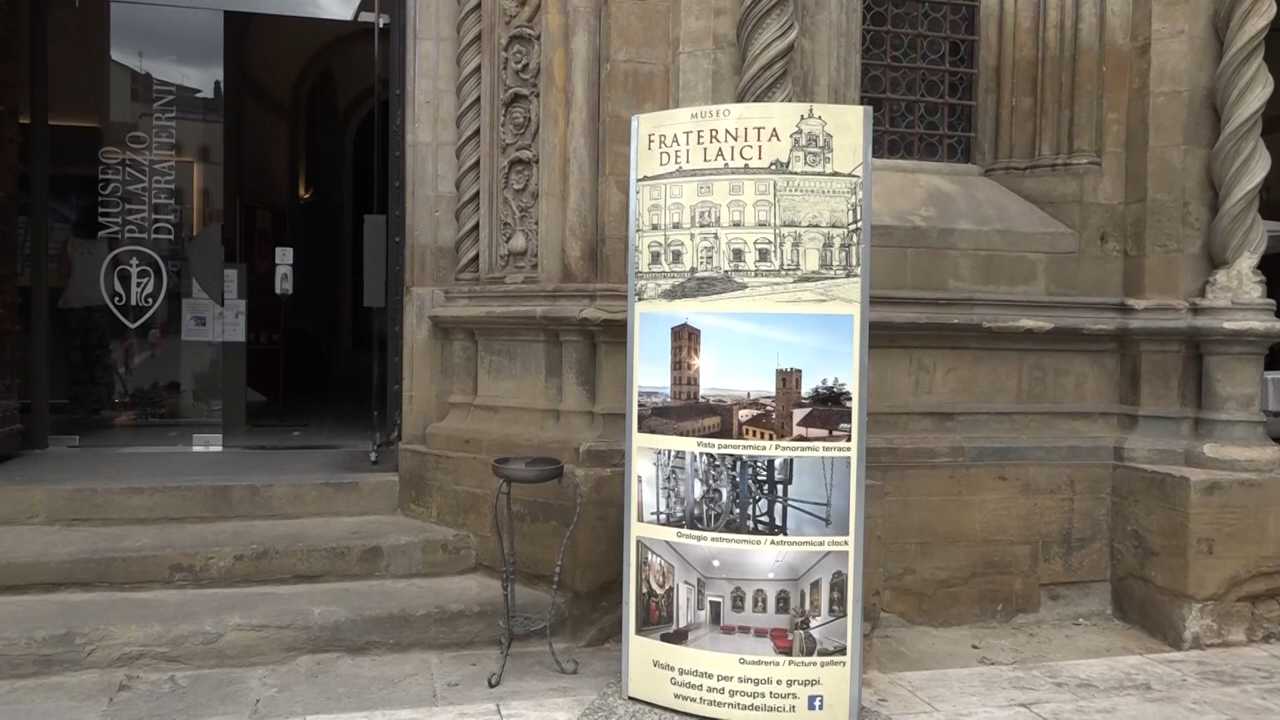 MUSEO
PALAZZO
DI FRATERNITA
MUSEO
FRATERNITA
DEI LAICI
Vista panoramica / Panoramic terrace
Orologio astronomico / Astronomical clock
Quadreria / Picture gallery
Visite guidate per singoli e gruppi.
Guided and groups tours.
www.fraternitadeilaici.it f